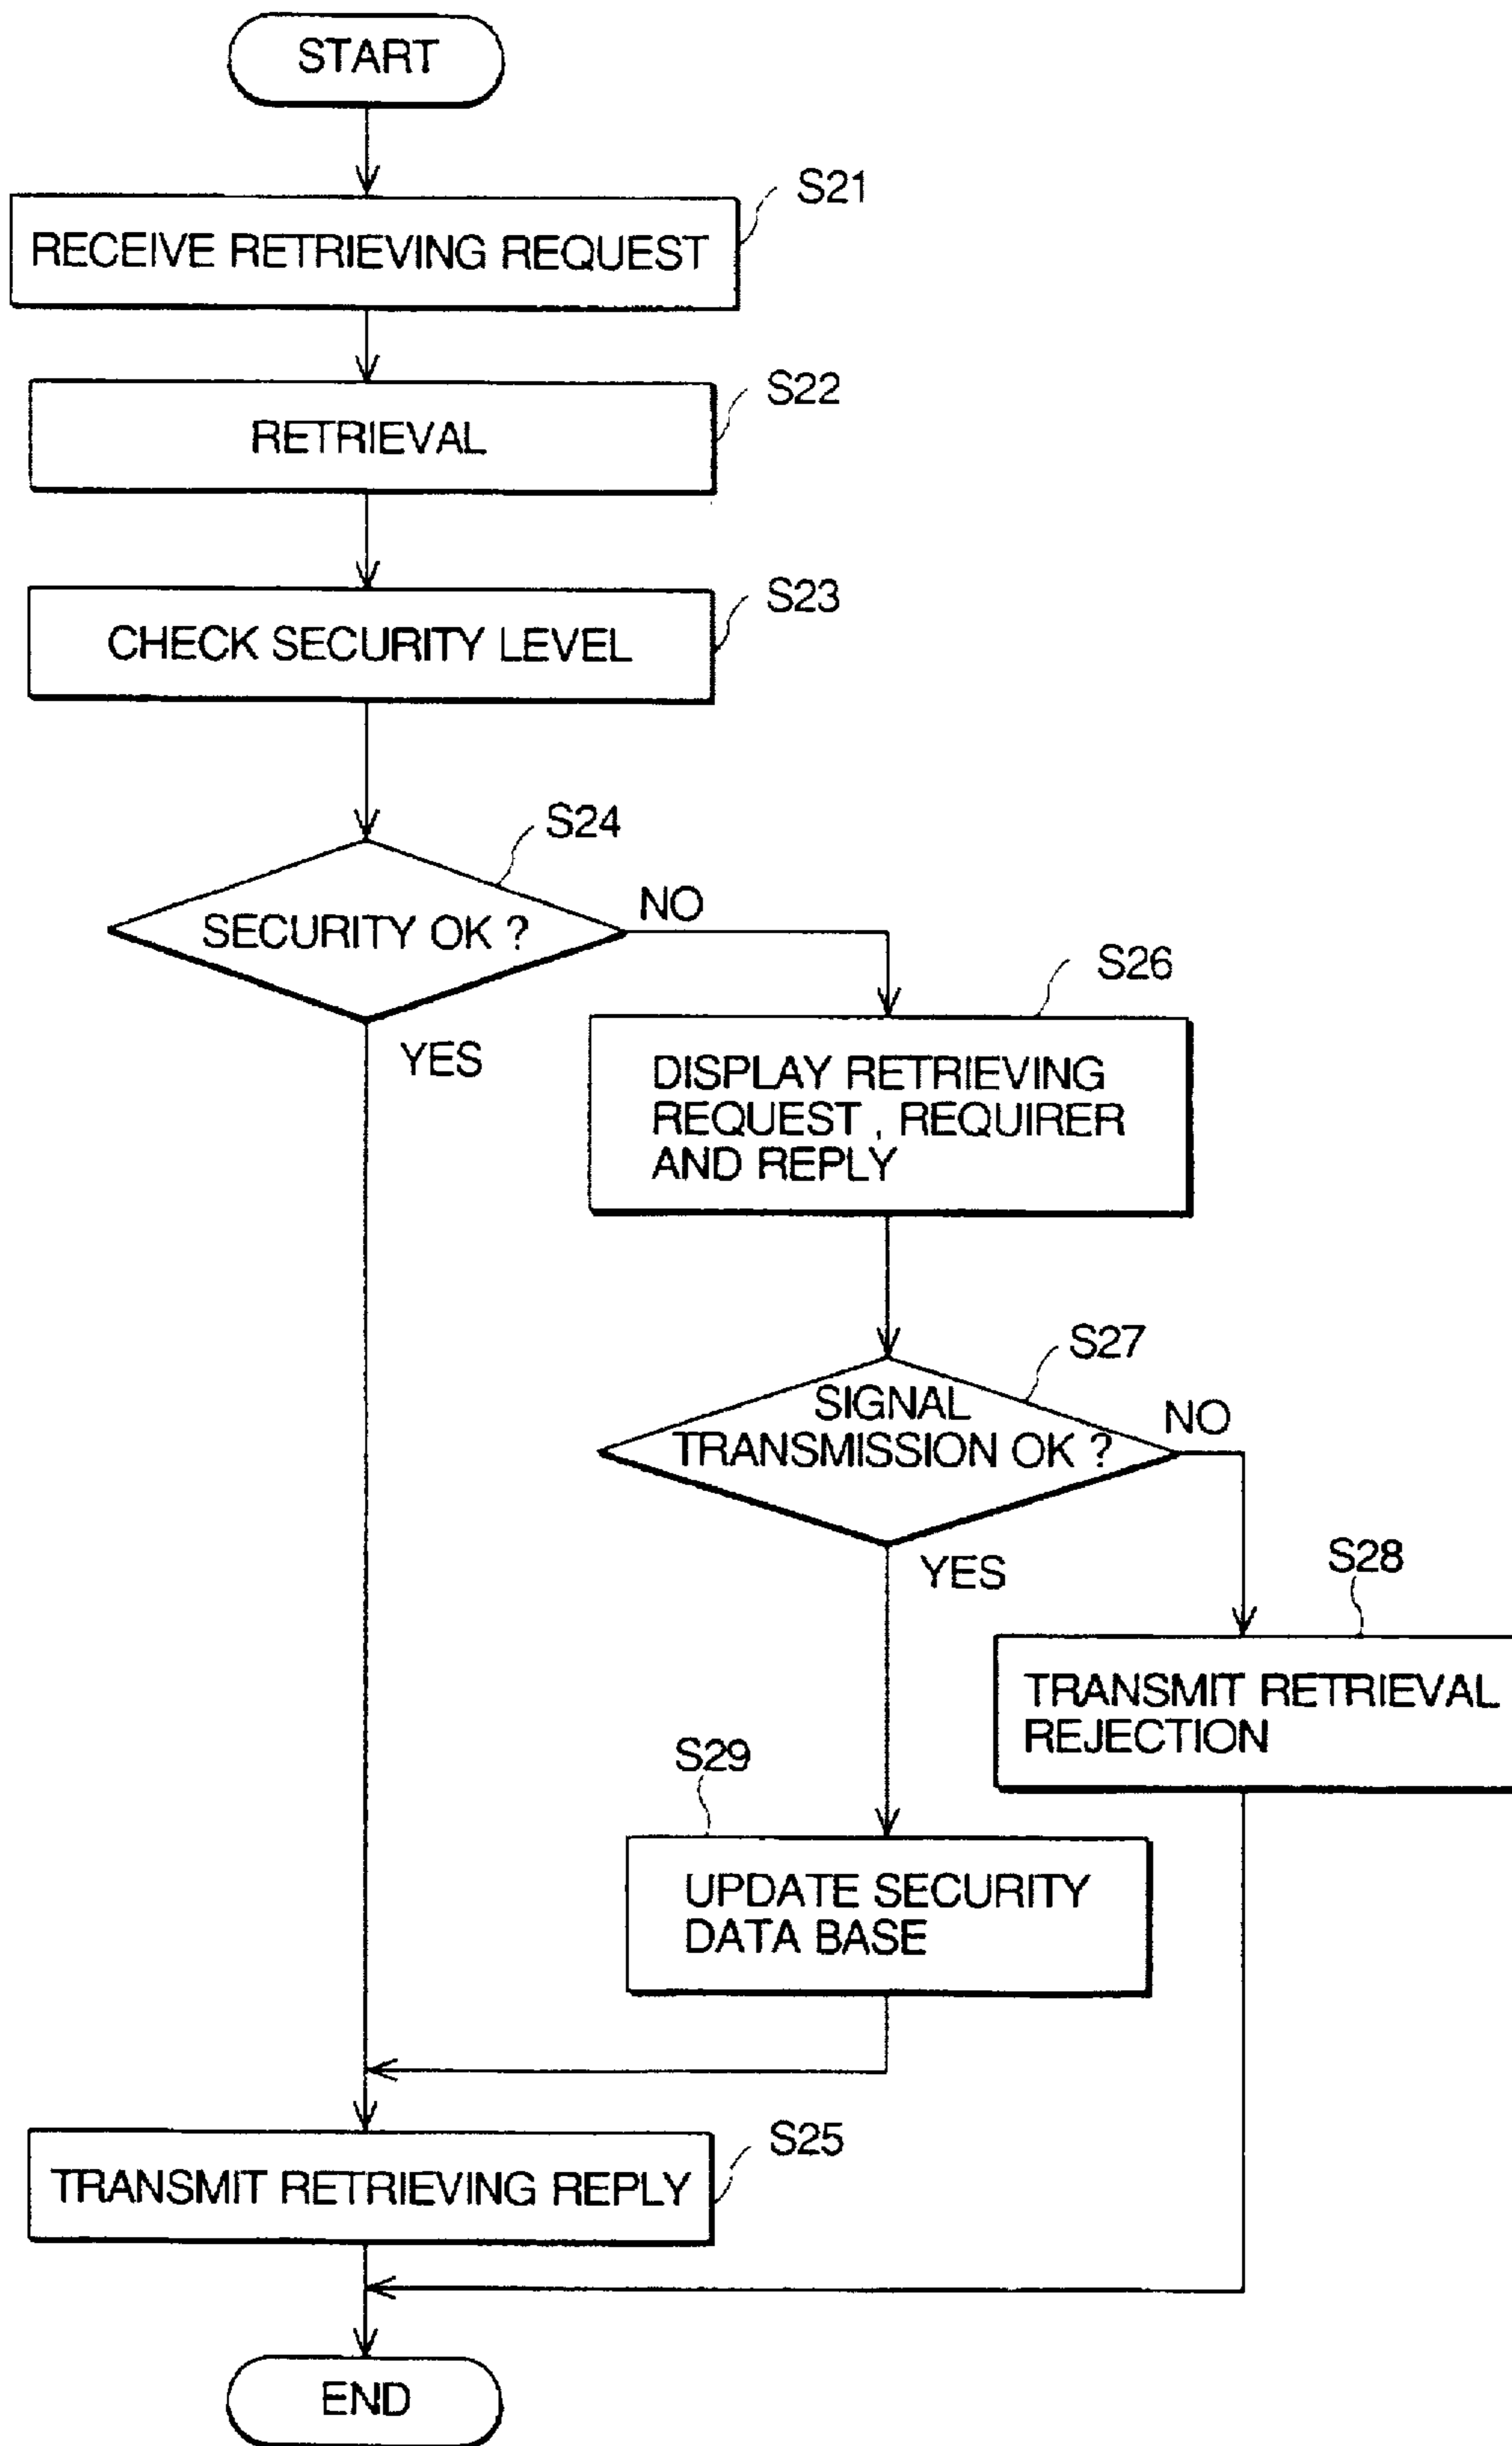 START
S21
RECEIVE RETRIEVING REQUEST
S22
RETRIEVAL
S23
CHECK SECURITY LEVEL
S24
SECURITY OK ?
NO
YES
S26
DISPLAY RETRIEVING
REQUEST , REQUIRER
AND REPLY
S27
SIGNAL
TRANSMISSION OK ?
NO
YES
S28
TRANSMIT RETRIEVAL
REJECTION
S29
UPDATE SECURITY
DATA BASE
S25
TRANSMIT RETRIEVING REPLY
END